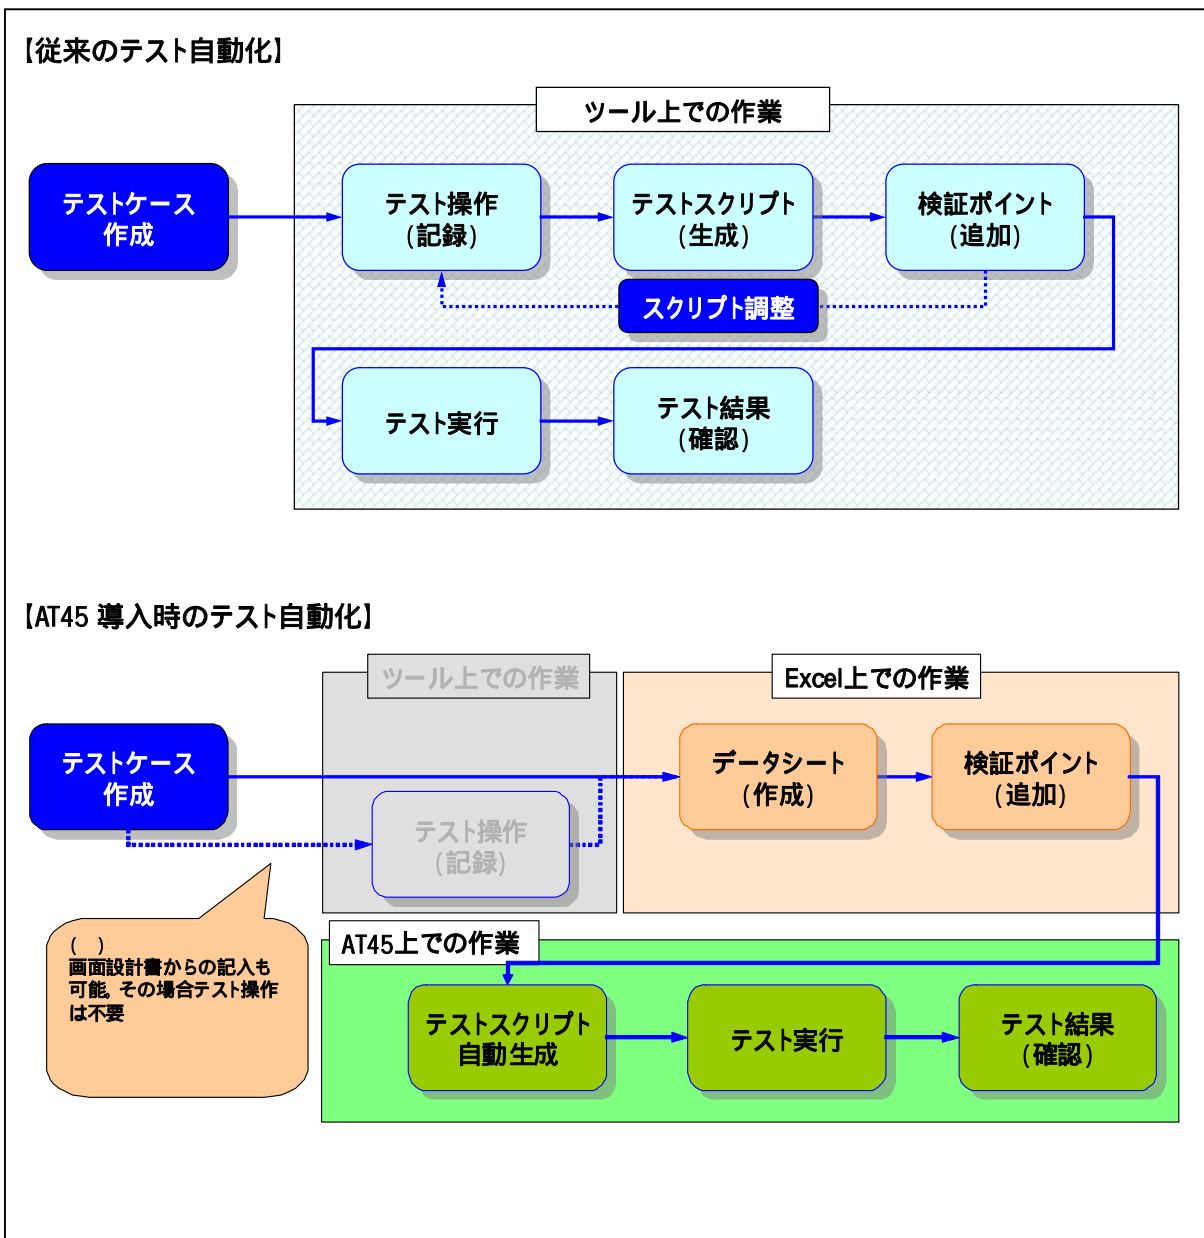 【従来のテスト自動化】
ツール上での作業
テストケース
作成
テスト操作
(記録)
テストスクリプト
(生成)
検証ポイント
(追加)
スクリプト調整
テスト実行
テスト結果
(確認)
【AT45 導入時のテスト自動化】
ツール上での作業
Excel上での作業
テストケース
作成
テスト操作
(記録)
データシート
(作成)
検証ポイント
(追加)
( )
画面設計書からの記入も
可能。その場合テスト操作
は不要
AT45上での作業
テストスクリプト
自動生成
テスト実行
テスト結果
(確認)